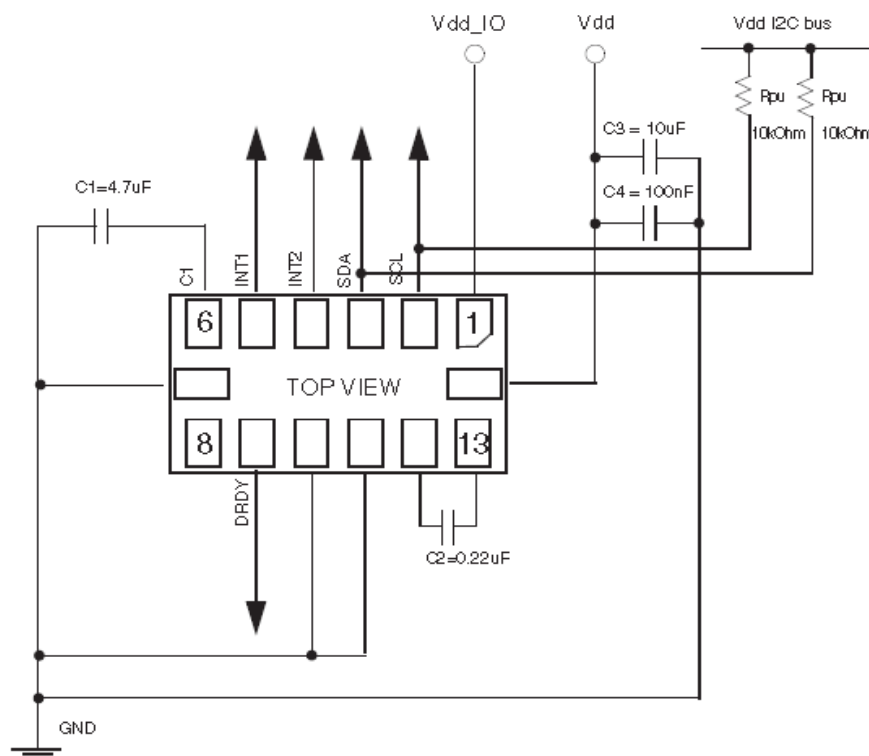 Vdd_IO
Vdd
Vdd I2C bus
Rpu
Rpu
10kOhm
10kOhm
C3 = 10uF
C4 = 100nF
C1=4.7uF
C1
INT1
INT2
SDA
SCL
6
1
TOP VIEW
8
13
DRDY
C2=0.22uF
GND